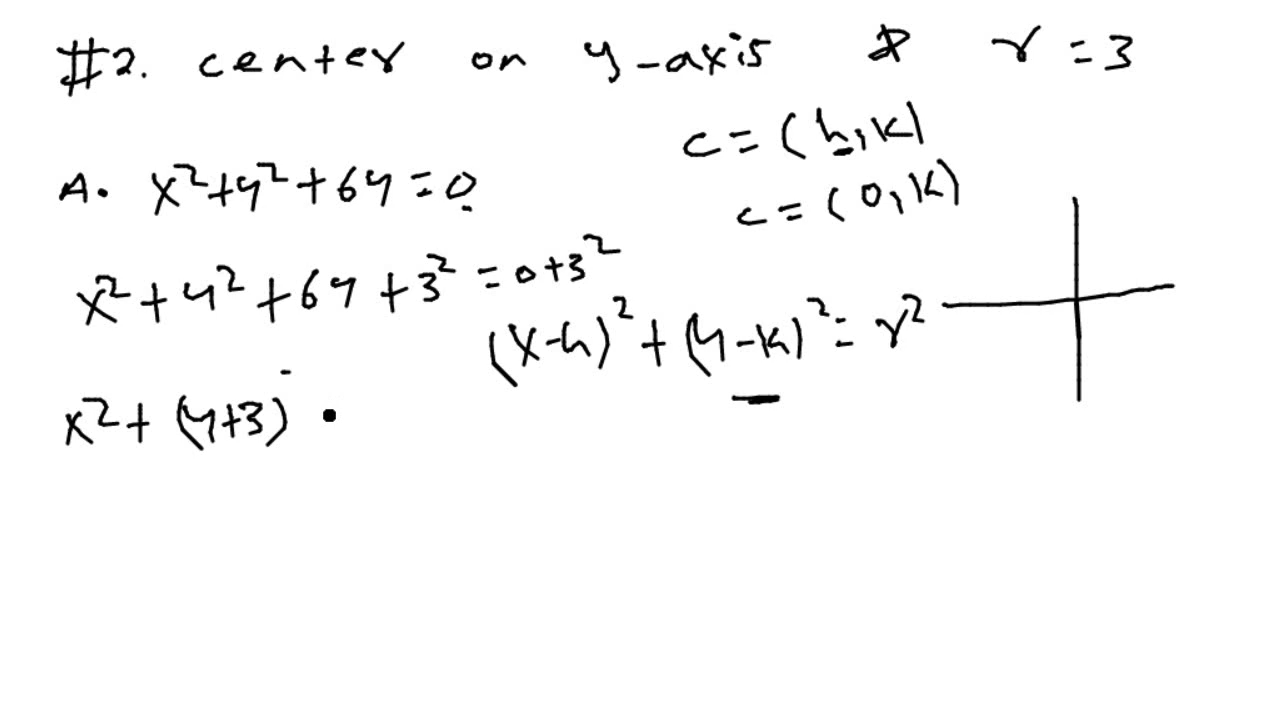 #2. center on y-axis & r = 3
c = (h, k)
A. x²+y²+6y = 0
c = (0, k)
x²+y²+6y+3² = 0+3²
(x-h)²+(y-k)² = r²
x²+(y+3)